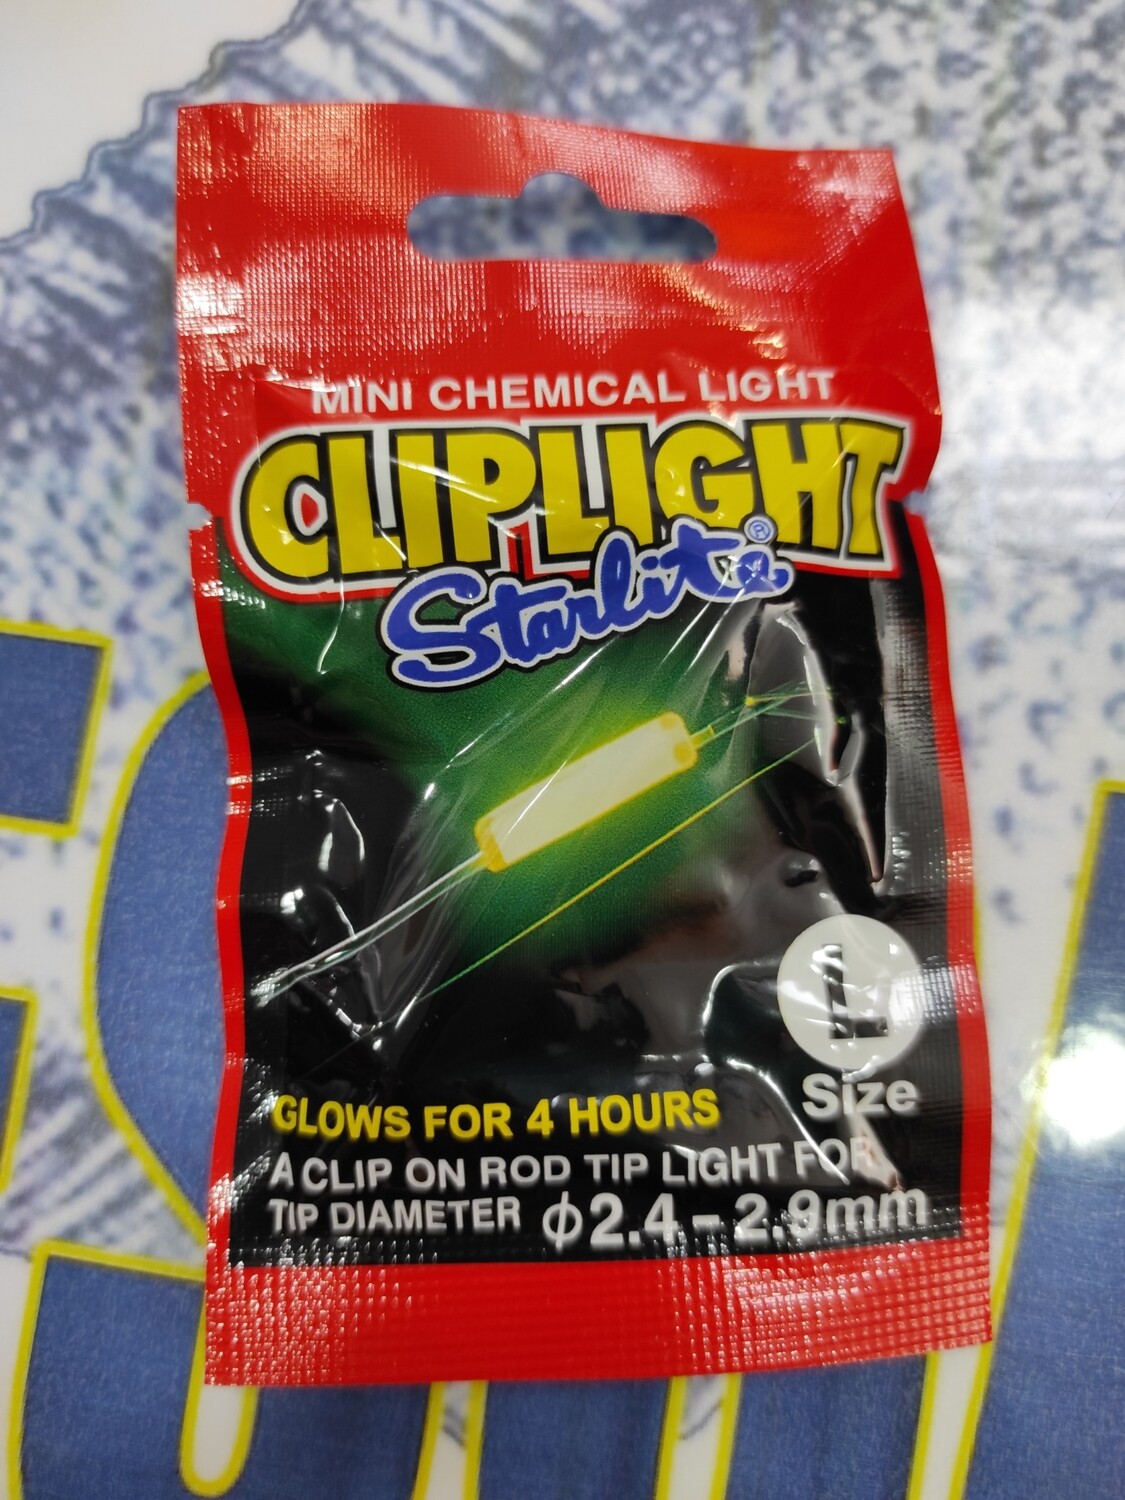 MINI CHEMICAL LIGHT
CLIPLIGHT
Starlite®
L
Size
GLOWS FOR 4 HOURS
A CLIP ON ROD TIP LIGHT FOR
TIP DIAMETER ϕ2.4-2.9mm